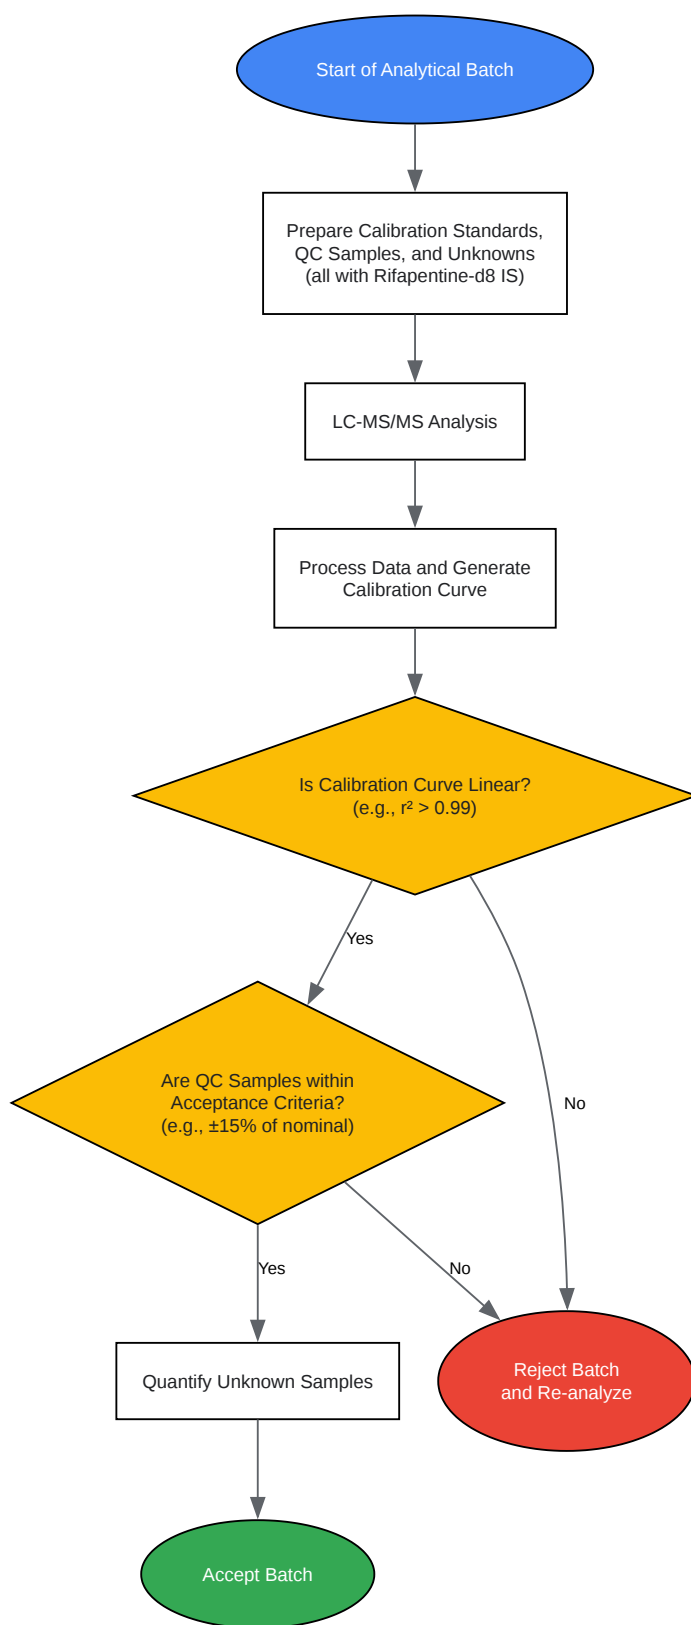 Start of Analytical Batch
Prepare Calibration Standards,
QC Samples, and Unknowns
(all with Rifapentine-d8 IS)
LC-MS/MS Analysis
Process Data and Generate
Calibration Curve
Is Calibration Curve Linear?
(e.g., r² > 0.99)
Yes
Are QC Samples within
Acceptance Criteria?
(e.g., ±15% of nominal)
No
Yes
No
Quantify Unknown Samples
Reject Batch
and Re-analyze
Accept Batch